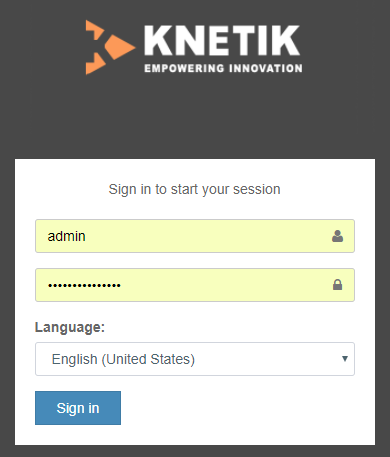 KNETIK
EMPOWERING INNOVATION
Sign in to start your session
admin
•••••••••••••••
Language:
English (United States)
Sign in